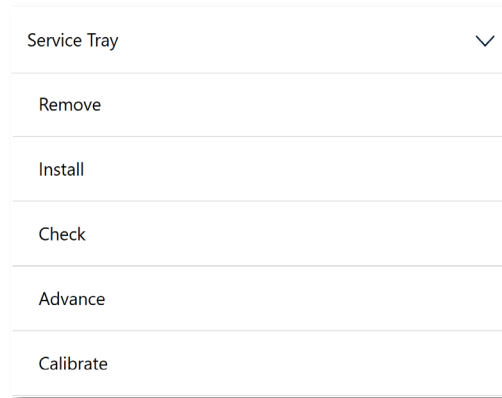 Service Tray
Remove
Install
Check
Advance
Calibrate